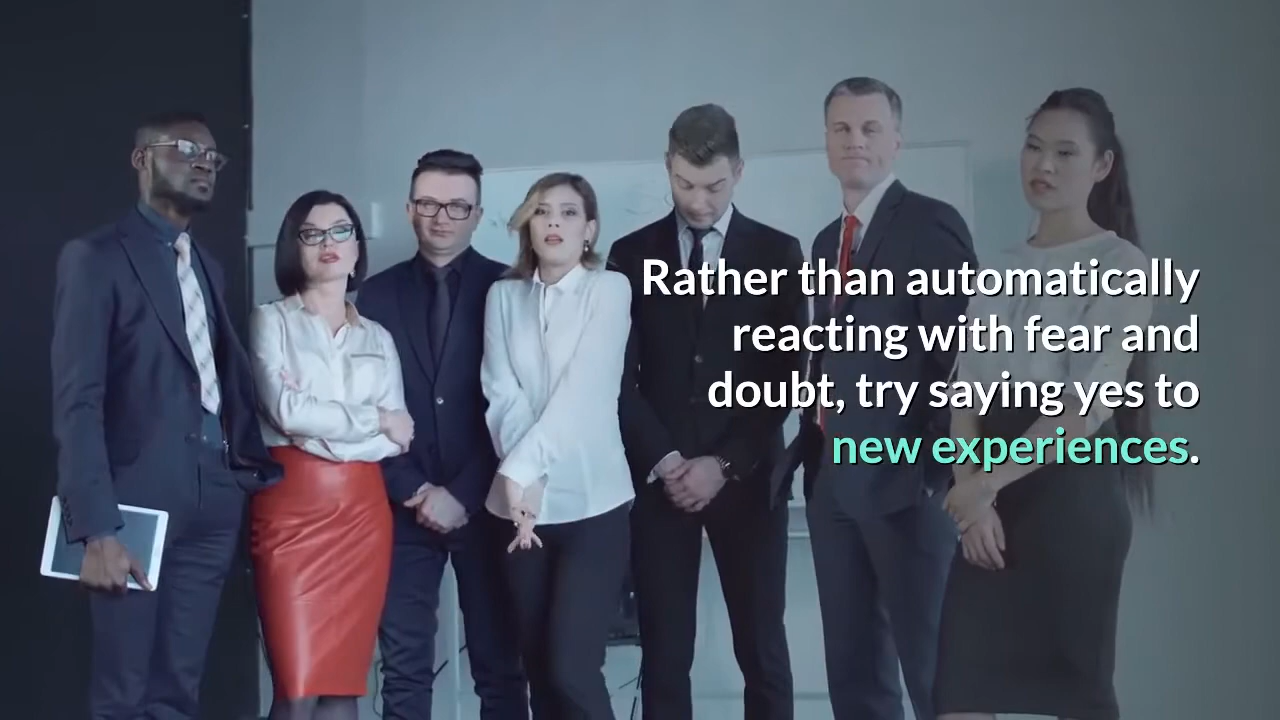 Rather than automatically
reacting with fear and
doubt, try saying yes to
new experiences.